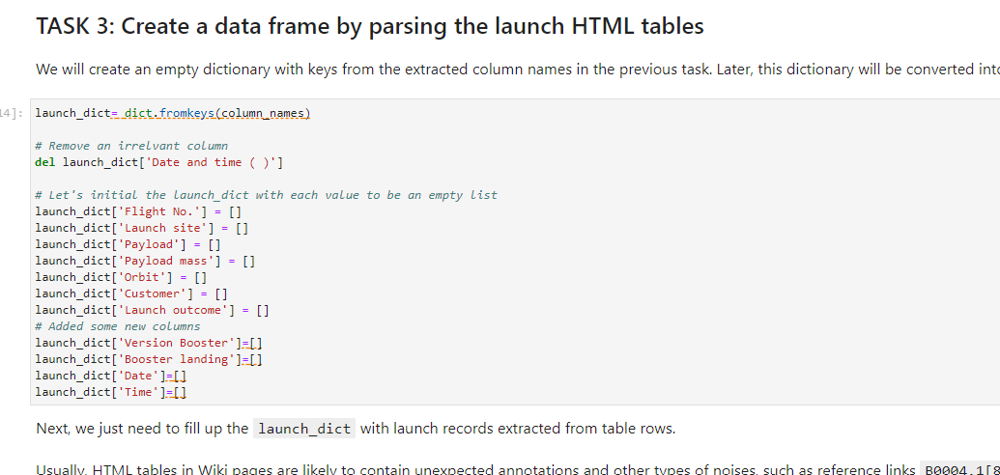 TASK 3: Create a data frame by parsing the launch HTML tables
We will create an empty dictionary with keys from the extracted column names in the previous task. Later, this dictionary will be converted into
14]:
launch_dict= dict.fromkeys(column_names)
# Remove an irrelvant column
del launch_dict['Date and time ( )']
# Let's initial the launch_dict with each value to be an empty list
launch_dict['Flight No.'] = []
launch_dict['Launch site'] = []
launch_dict['Payload'] = []
launch_dict['Payload mass'] = []
launch_dict['Orbit'] = []
launch_dict['Customer'] = []
launch_dict['Launch outcome'] = []
# Added some new columns
launch_dict['Version Booster']=[]
launch_dict['Booster landing']=[]
launch_dict['Date']=[]
launch_dict['Time']=[]
Next, we just need to fill up the launch_dict with launch records extracted from table rows.
Usually, HTML tables in Wiki pages are likely to contain unexpected annotations and other types of noises, such as reference links B0004.1[8